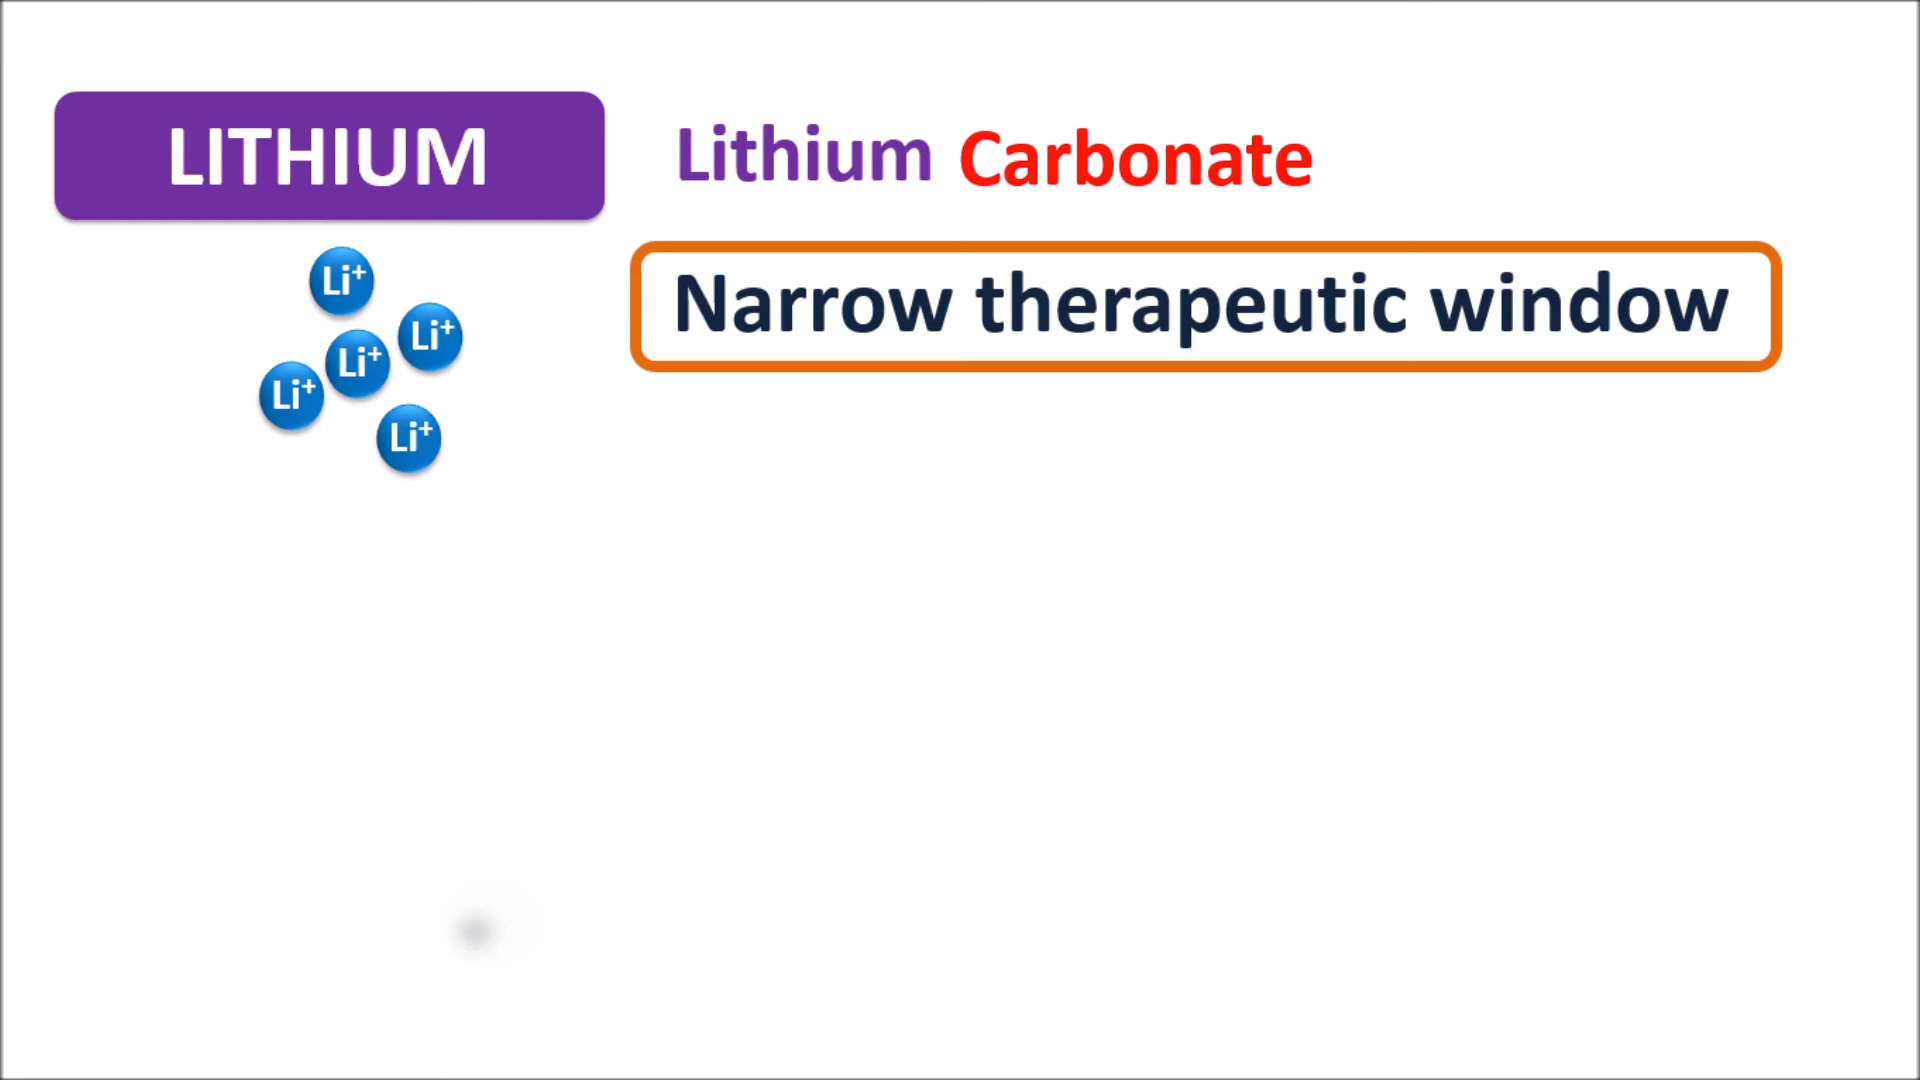 LITHIUM
Lithium Carbonate
Narrow therapeutic window
Li⁺
Li⁺
Li⁺
Li⁺
Li⁺